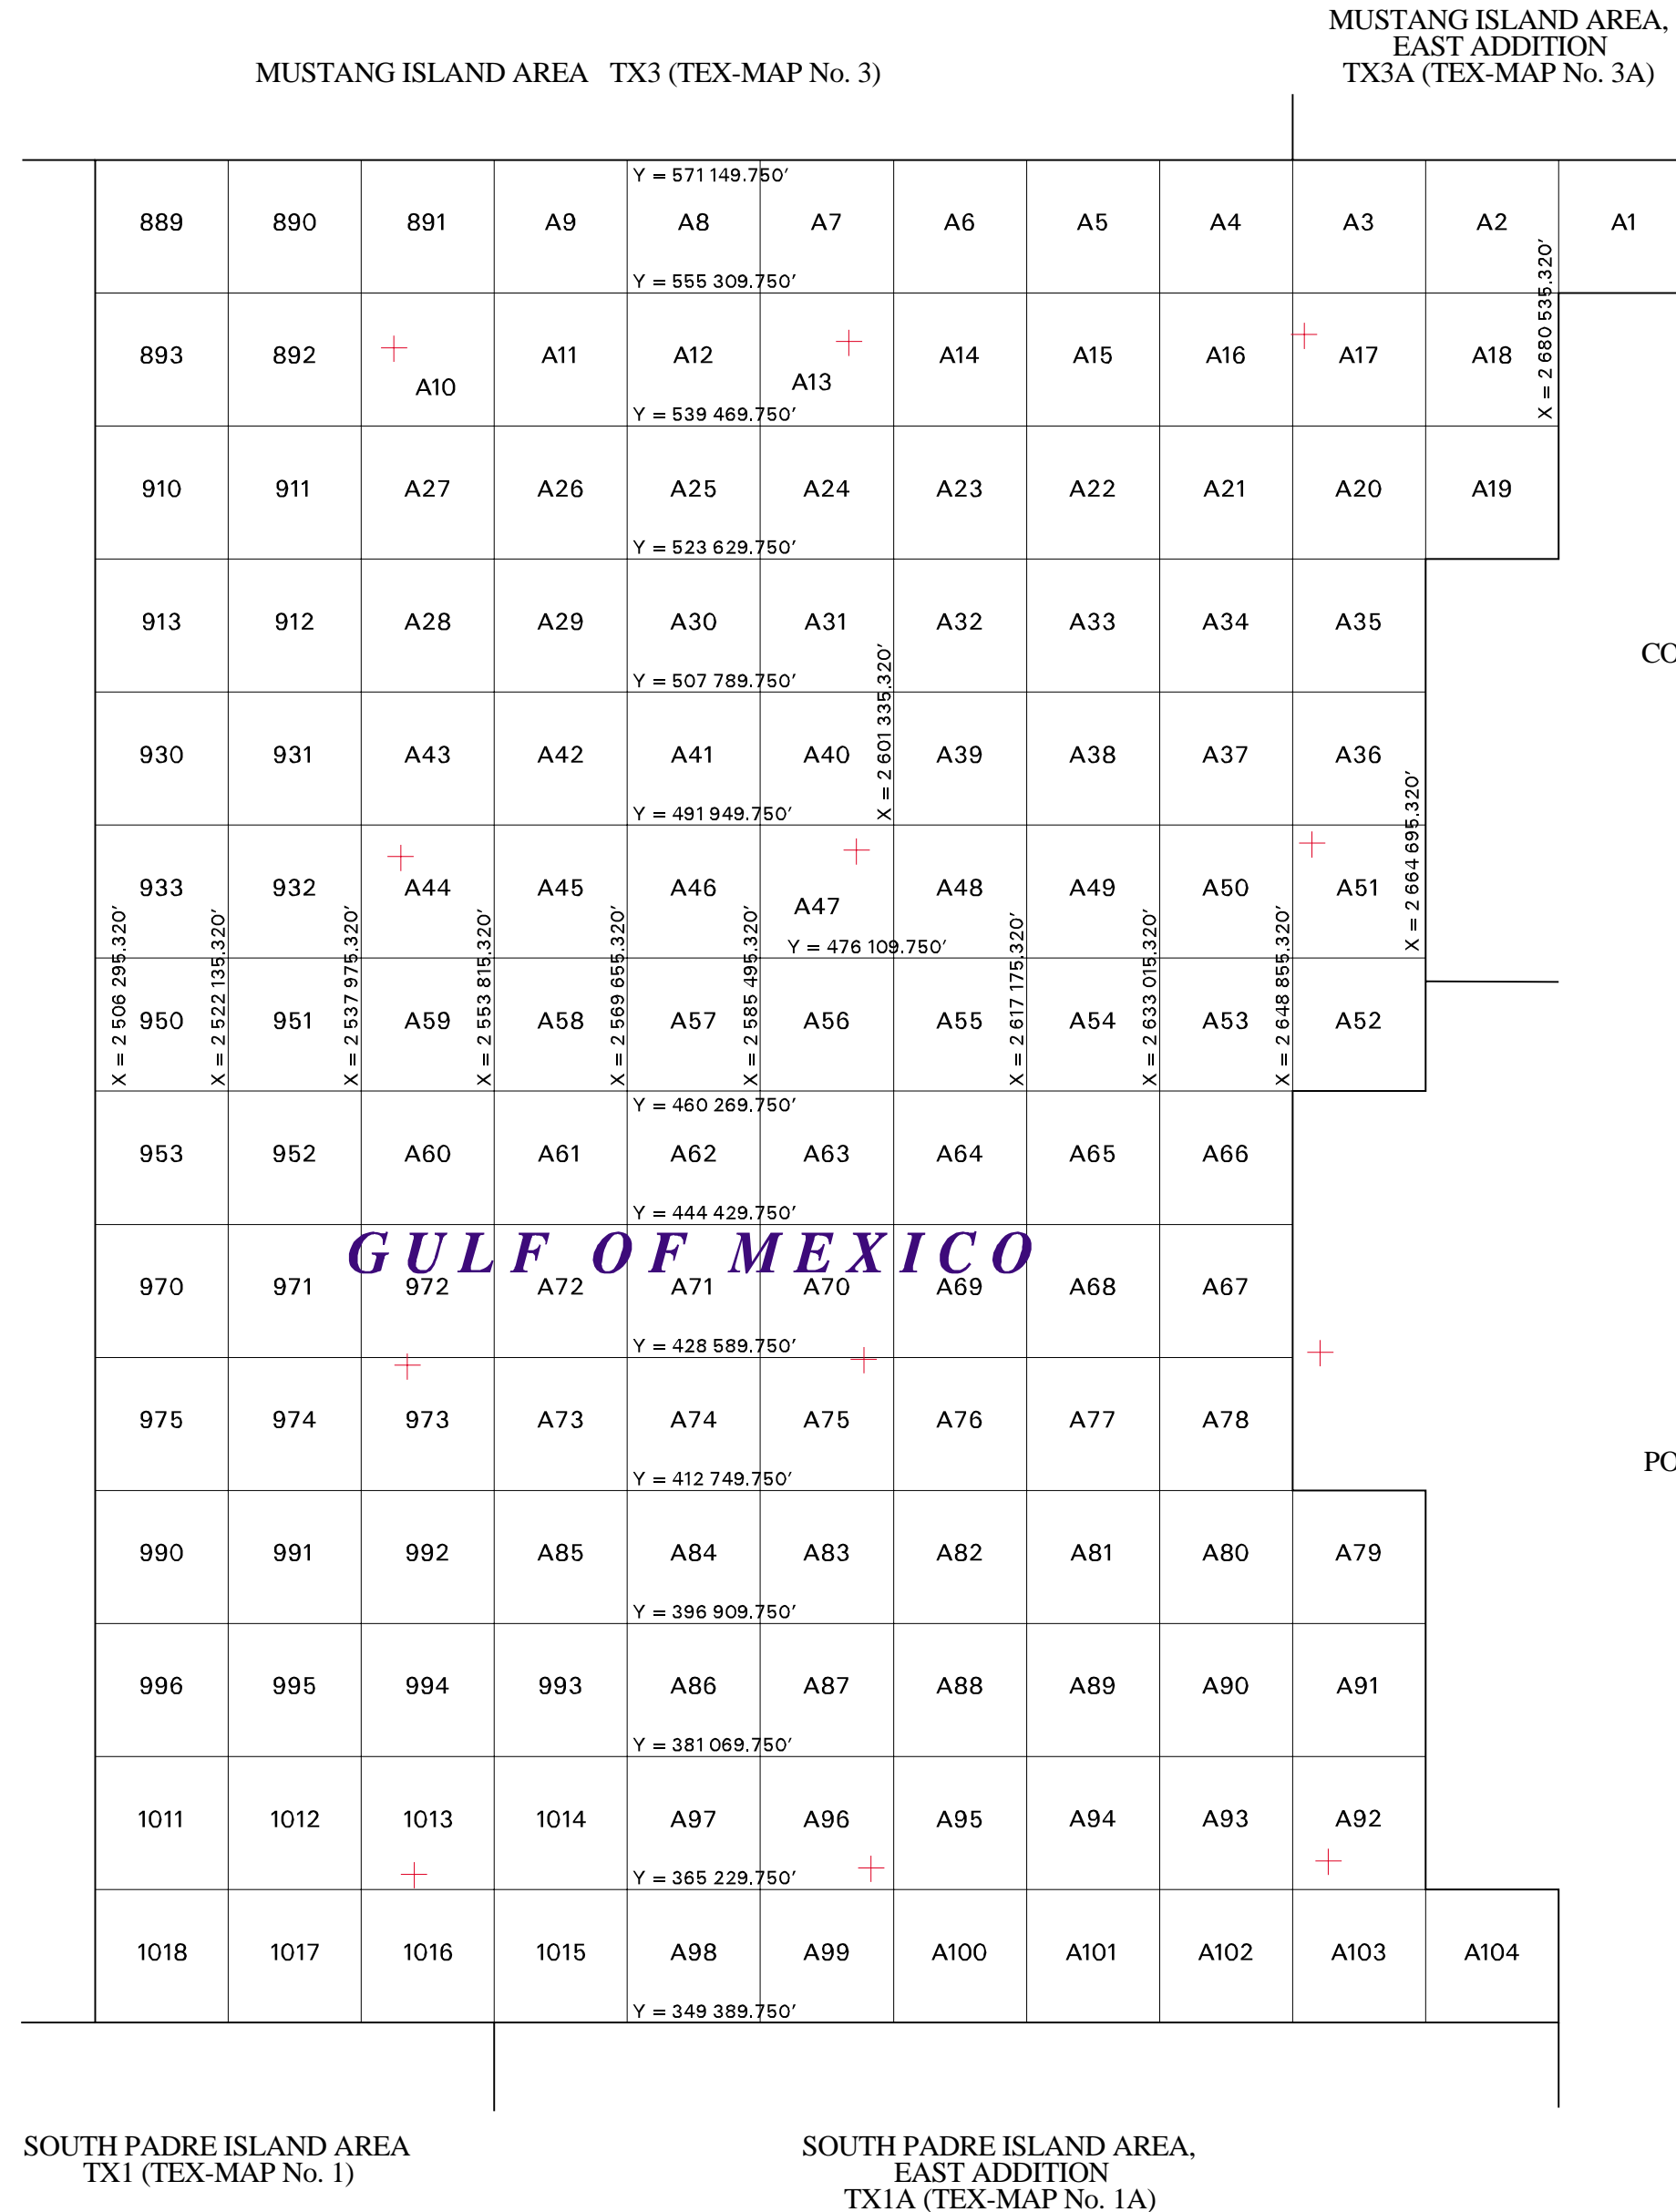 MUSTANG ISLAND AREA,
EAST ADDITION
TX3A (TEX-MAP No. 3A)
MUSTANG ISLAND AREA TX3 (TEX-MAP No. 3)
Y = 571 149.750′
889 890 891 A9 A8 A7 A6 A5 A4 A3 A2 A1
Y = 555 309.750′
X = 2 680 535.320′
893 892 A10 A11 A12 A13 A14 A15 A16 A17 A18
Y = 539 469.750′
910 911 A27 A26 A25 A24 A23 A22 A21 A20 A19
Y = 523 629.750′
913 912 A28 A29 A30 A31 A32 A33 A34 A35
CO
Y = 507 789.750′
X = 2 601 335.320′
930 931 A43 A42 A41 A40 A39 A38 A37 A36
Y = 491 949.750′
X = 2 664 695.320′
933 932 A44 A45 A46 A47 A48 A49 A50 A51
Y = 476 109.750′
X = 2 506 295.320′
X = 2 522 135.320′
X = 2 537 975.320′
X = 2 553 815.320′
X = 2 569 655.320′
X = 2 585 495.320′
X = 2 617 175.320′
X = 2 633 015.320′
X = 2 648 855.320′
950 951 A59 A58 A57 A56 A55 A54 A53 A52
Y = 460 269.750′
953 952 A60 A61 A62 A63 A64 A65 A66
Y = 444 429.750′
GULF OF MEXICO
970 971 972 A72 A71 A70 A69 A68 A67
Y = 428 589.750′
975 974 973 A73 A74 A75 A76 A77 A78
PO
Y = 412 749.750′
990 991 992 A85 A84 A83 A82 A81 A80 A79
Y = 396 909.750′
996 995 994 993 A86 A87 A88 A89 A90 A91
Y = 381 069.750′
1011 1012 1013 1014 A97 A96 A95 A94 A93 A92
Y = 365 229.750′
1018 1017 1016 1015 A98 A99 A100 A101 A102 A103 A104
Y = 349 389.750′
SOUTH PADRE ISLAND AREA
TX1 (TEX-MAP No. 1)
SOUTH PADRE ISLAND AREA,
EAST ADDITION
TX1A (TEX-MAP No. 1A)